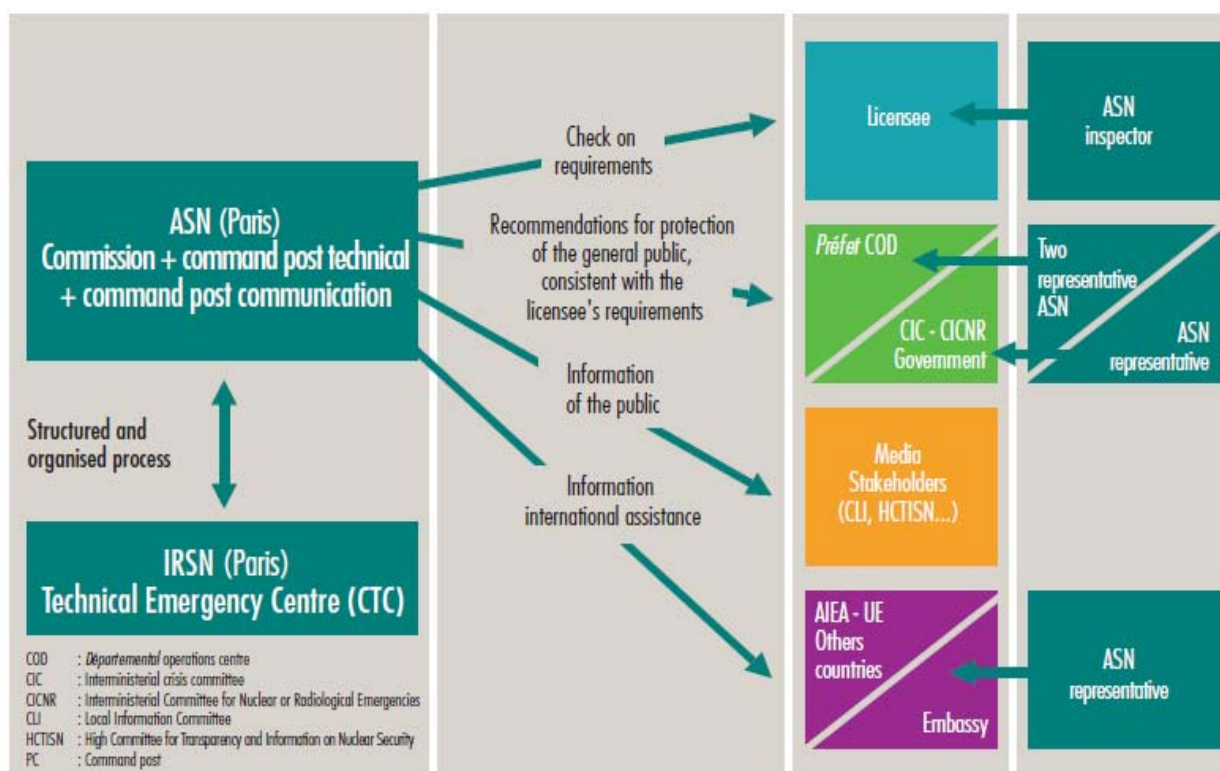 ASN (Paris)
Commission + command post technical
+ command post communication
Structured and
organised process
IRSN (Paris)
Technical Emergency Centre (CTC)
COD : Départemental operations centre
CIC : Interministerial crisis committee
CICNR : Interministerial Committee for Nuclear or Radiological Emergencies
CLI : Local Information Committee
HCTISN : High Committee for Transparency and Information on Nuclear Security
PC : Command post
Check on
requirements
Recommendations for protection
of the general public,
consistent with the
licensee's requirements
Information
of the public
Information
international assistance
Licensee
Préfet COD
CIC - CICNR
Government
Media
Stakeholders
(CLI, HCTISN...)
AIEA - UE
Others
countries
Embassy
ASN
inspector
Two
representative
ASN
ASN
representative
ASN
representative